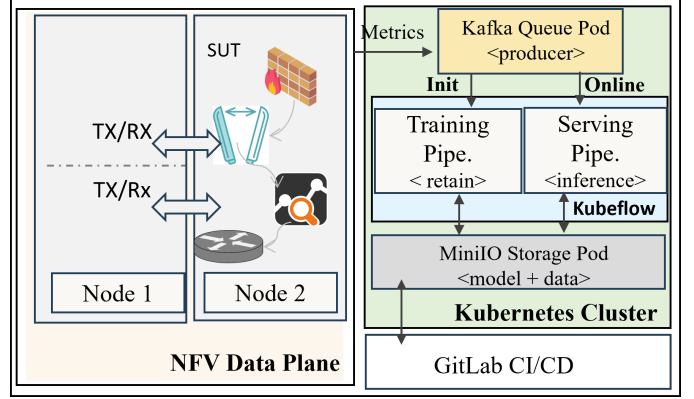 SUT
TX/RX
TX/Rx
Node 1
Node 2
NFV Data Plane
Metrics
Kafka Queue Pod
<producer>
Init
Online
Training
Pipe.
< retain>
Serving
Pipe.
<inference>
Kubeflow
MiniIO Storage Pod
<model + data>
Kubernetes Cluster
GitLab CI/CD